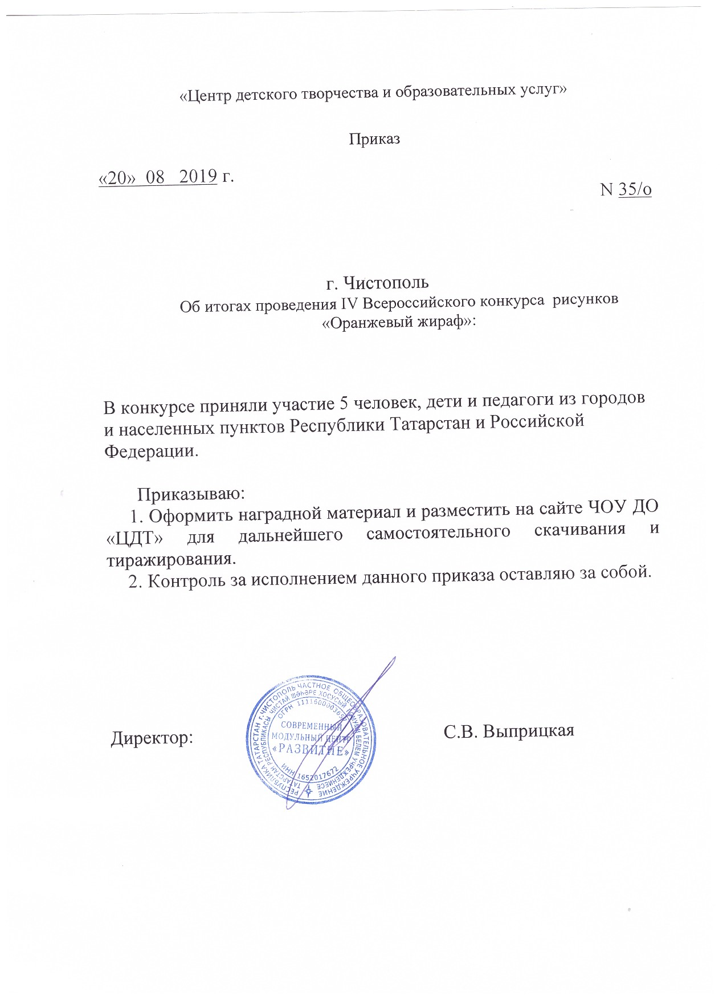 «Центр детского творчества и образовательных услуг»
Приказ
«20» 08 2019 г.
N 35/о
г. Чистополь
Об итогах проведения IV Всероссийского конкурса рисунков
«Оранжевый жираф»:
В конкурсе приняли участие 5 человек, дети и педагоги из городов
и населенных пунктов Республики Татарстан и Российской
Федерации.
Приказываю:
1. Оформить наградной материал и разместить на сайте ЧОУ ДО
«ЦДТ» для дальнейшего самостоятельного скачивания и
тиражирования.
2. Контроль за исполнением данного приказа оставляю за собой.
Директор:
С.В. Выприцкая
РЕСПУБЛИКА ТАТАРСТАН г. ЧИСТОПОЛЬ ЧАСТНОЕ ОБЩЕОБРАЗОВАТЕЛЬНОЕ УЧРЕЖДЕНИЕ
ТАТАРСТАН РЕСПУБЛИКАСЫ ЧИСТАЙ ШӘҺӘРЕ ХОСУСЫЙ ГОМУМИ БЕЛЕМ УЧРЕЖДЕНИЕСЕ
ОГРН
СОВРЕМЕННЫЙ
МОДУЛЬНЫЙ ЦЕНТР
«РАЗВИТИЕ»
ИНН 1652017672